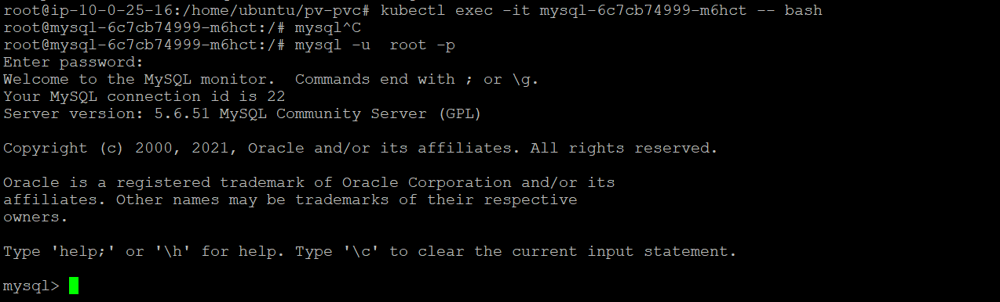 root@ip-10-0-25-16:/home/ubuntu/pv-pvc# kubectl exec -it mysql-6c7cb74999-m6hct -- bash
root@mysql-6c7cb74999-m6hct:/# mysql^C
root@mysql-6c7cb74999-m6hct:/# mysql -u  root -p
Enter password:
Welcome to the MySQL monitor.  Commands end with ; or \g.
Your MySQL connection id is 22
Server version: 5.6.51 MySQL Community Server (GPL)

Copyright (c) 2000, 2021, Oracle and/or its affiliates. All rights reserved.

Oracle is a registered trademark of Oracle Corporation and/or its
affiliates. Other names may be trademarks of their respective
owners.

Type 'help;' or '\h' for help. Type '\c' to clear the current input statement.

mysql>